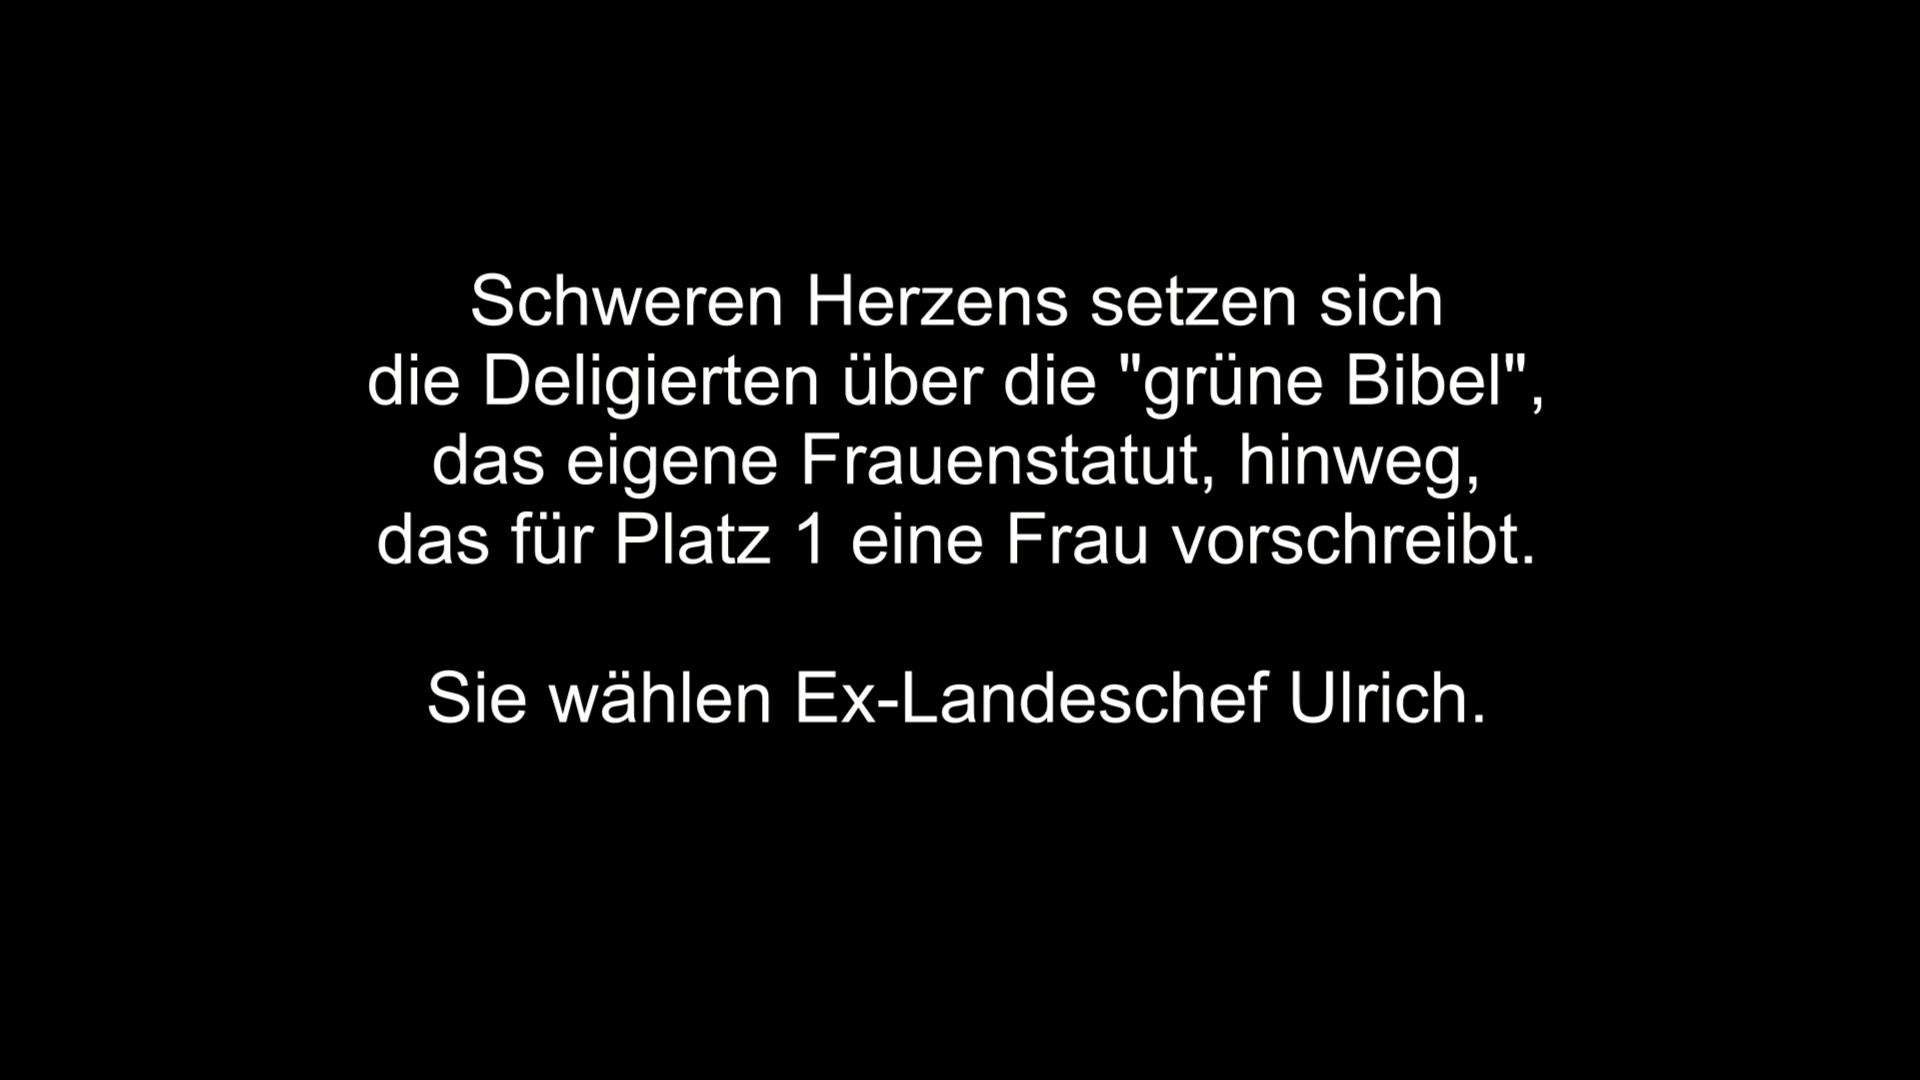 Schweren Herzens setzen sich
die Deligierten über die "grüne Bibel",
das eigene Frauenstatut, hinweg,
das für Platz 1 eine Frau vorschreibt.
Sie wählen Ex-Landeschef Ulrich.